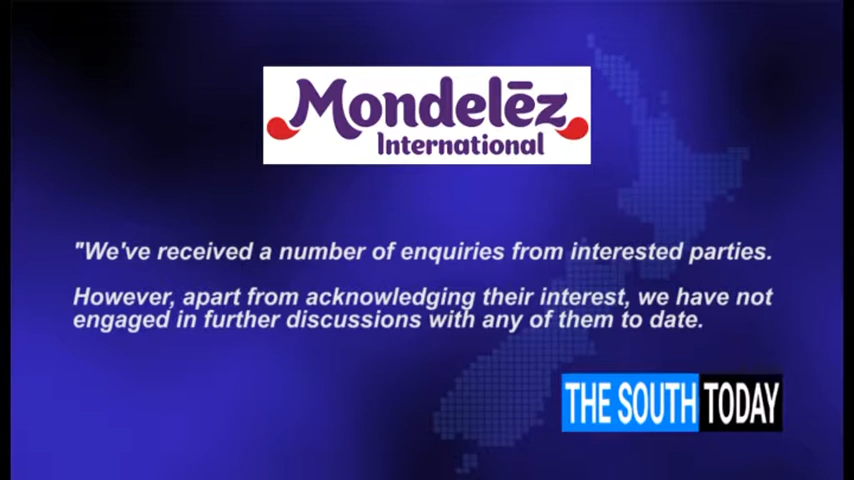 Mondelēz
International
"We've received a number of enquiries from interested parties.
However, apart from acknowledging their interest, we have not
engaged in further discussions with any of them to date.
THE SOUTH TODAY